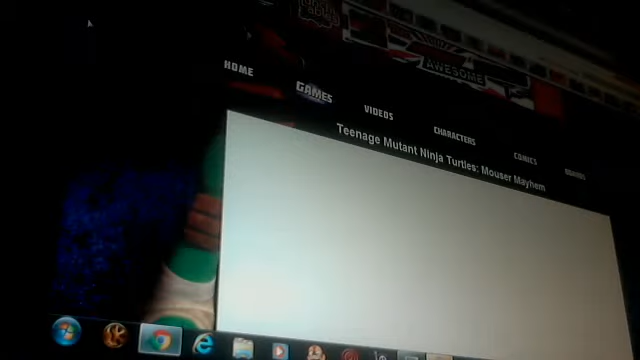 AWESOME
HOME
GAMES
VIDEOS
CHARACTERS
COMICS
Teenage Mutant Ninja Turtles: Mouser Mayhem